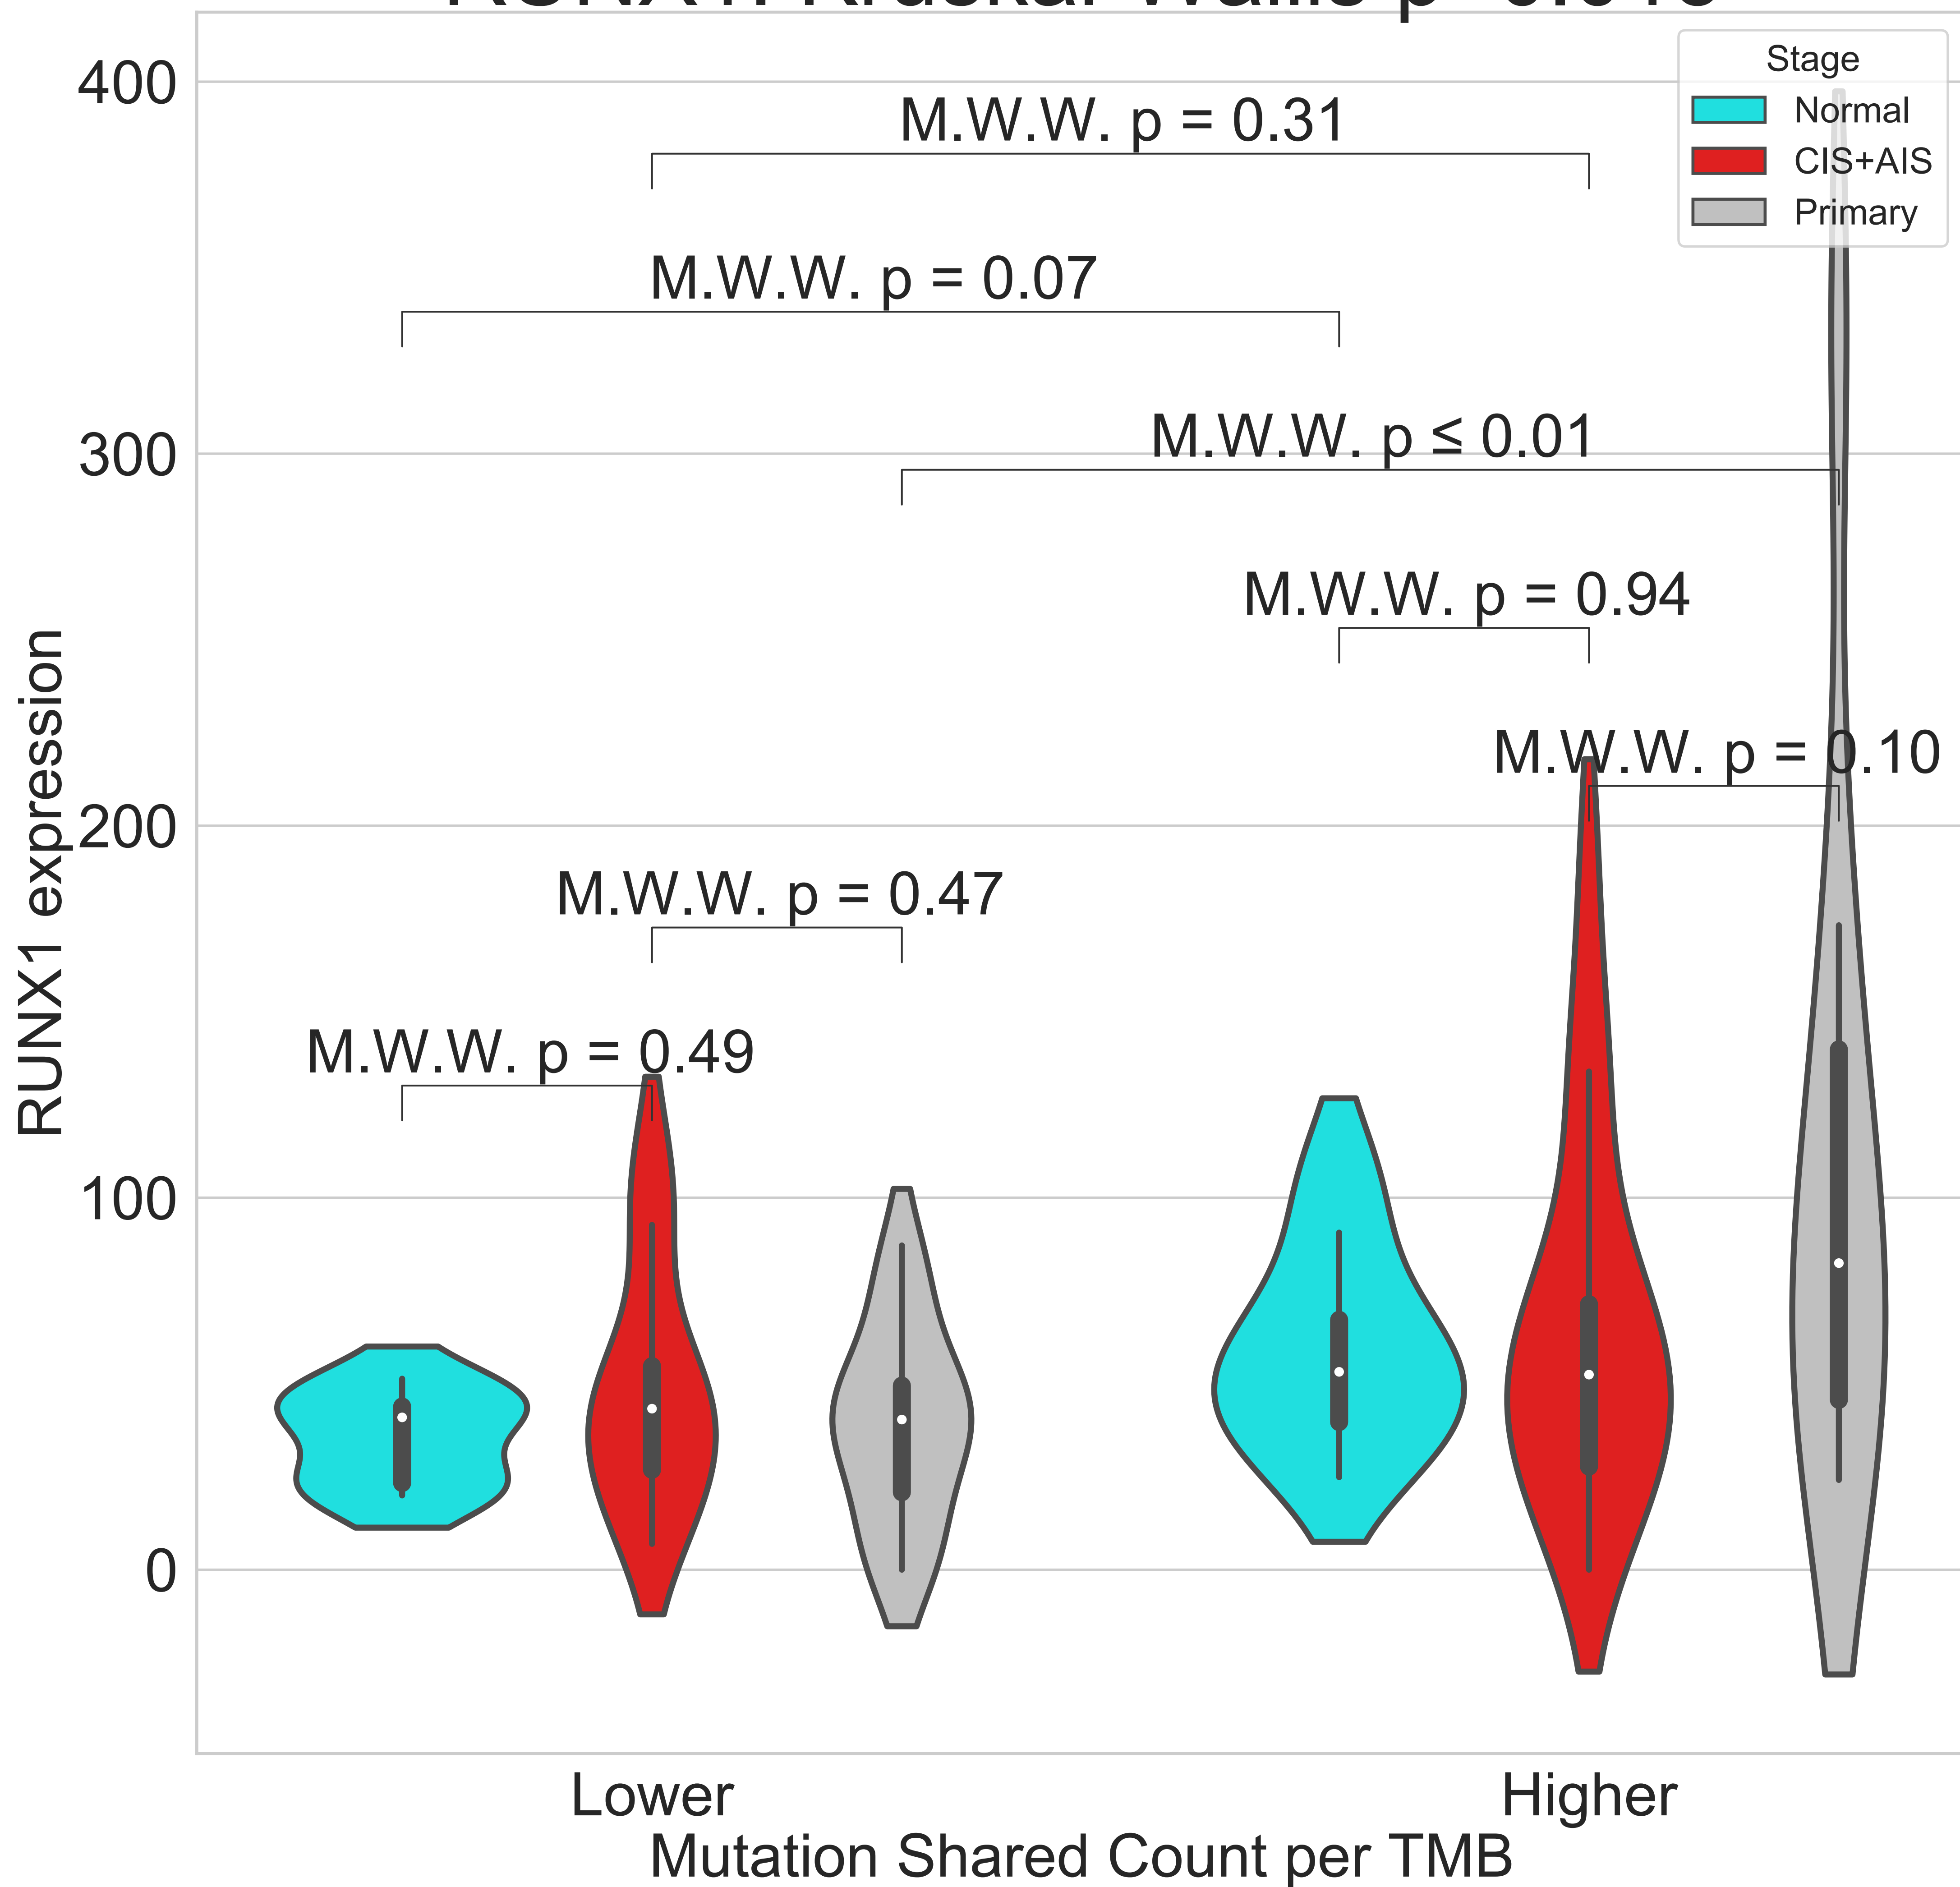 Stage
Normal
CIS+AIS
Primary
400
300
200
100
0
RUNX1 expression
M.W.W. p = 0.31
M.W.W. p = 0.07
M.W.W. p ≤ 0.01
M.W.W. p = 0.94
M.W.W. p = 0.10
M.W.W. p = 0.47
M.W.W. p = 0.49
Lower
Higher
Mutation Shared Count per TMB